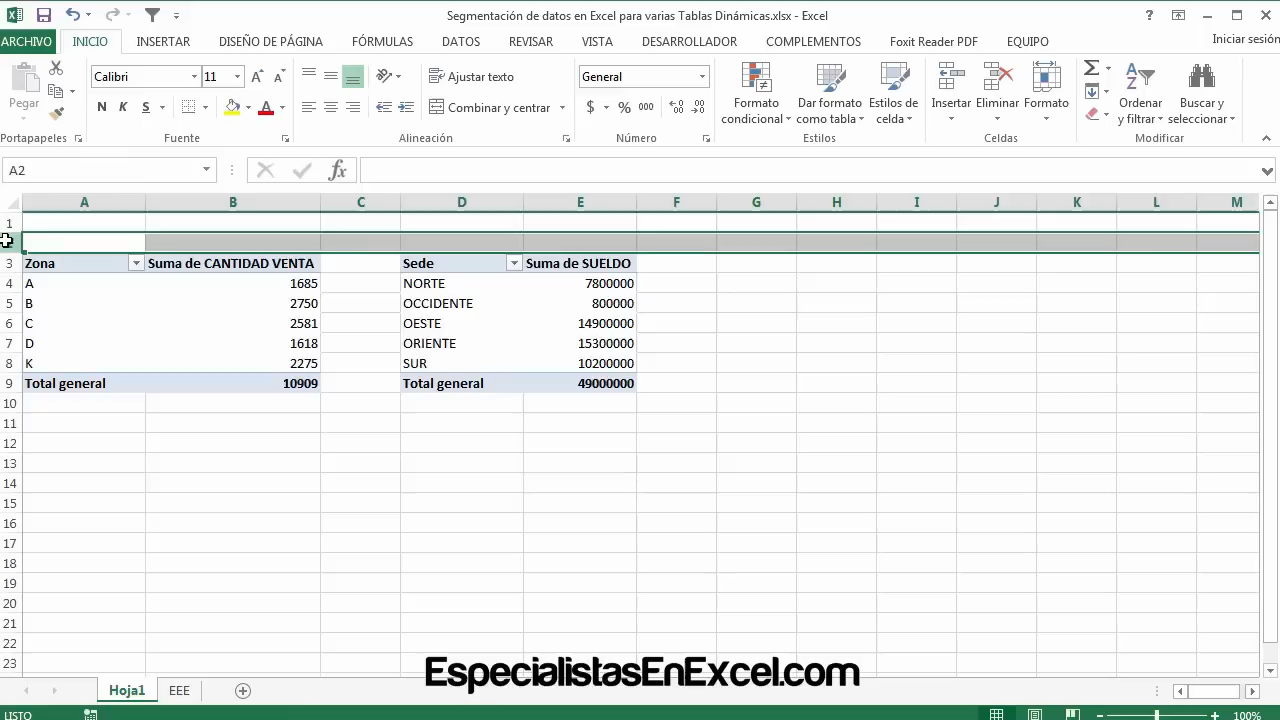 Segmentación de datos en Excel para varias Tablas Dinámicas.xlsx - Excel
ARCHIVO INICIO INSERTAR DISEÑO DE PÁGINA FÓRMULAS DATOS REVISAR VISTA DESARROLLADOR COMPLEMENTOS Foxit Reader PDF EQUIPO Iniciar sesión
Pegar
Calibri 11
N K S
Ajustar texto
Combinar y centrar
General
$ % 000
Formato condicional
Dar formato como tabla
Estilos de celda
Insertar Eliminar Formato
Ordenar y filtrar
Buscar y seleccionar
Portapapeles Fuente Alineación Número Estilos Celdas Modificar
A2 fx
A B C D E F G H I J K L M
1
3 Zona Suma de CANTIDAD VENTA Sede Suma de SUELDO
4 A 1685 NORTE 7800000
5 B 2750 OCCIDENTE 800000
6 C 2581 OESTE 14900000
7 D 1618 ORIENTE 15300000
8 K 2275 SUR 10200000
9 Total general 10909 Total general 49000000
10
11
12
13
14
15
16
17
18
19
20
21
22
23
EspecialistasEnExcel.com
Hoja1 EEE
LISTO 100%